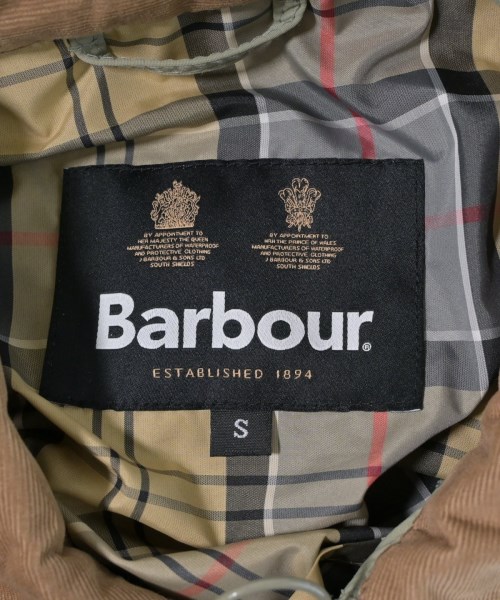 BY APPOINTMENT TO
HER MAJESTY THE QUEEN
MANUFACTURERS OF WATERPROOF
AND PROTECTIVE CLOTHING
J BARBOUR & SONS LTD
SOUTH SHIELDS
BY APPOINTMENT TO
HRH THE PRINCE OF WALES
MANUFACTURERS OF WATERPROOF
AND PROTECTIVE CLOTHING
J BARBOUR & SONS LTD
SOUTH SHIELDS
Barbour®
ESTABLISHED 1894
S